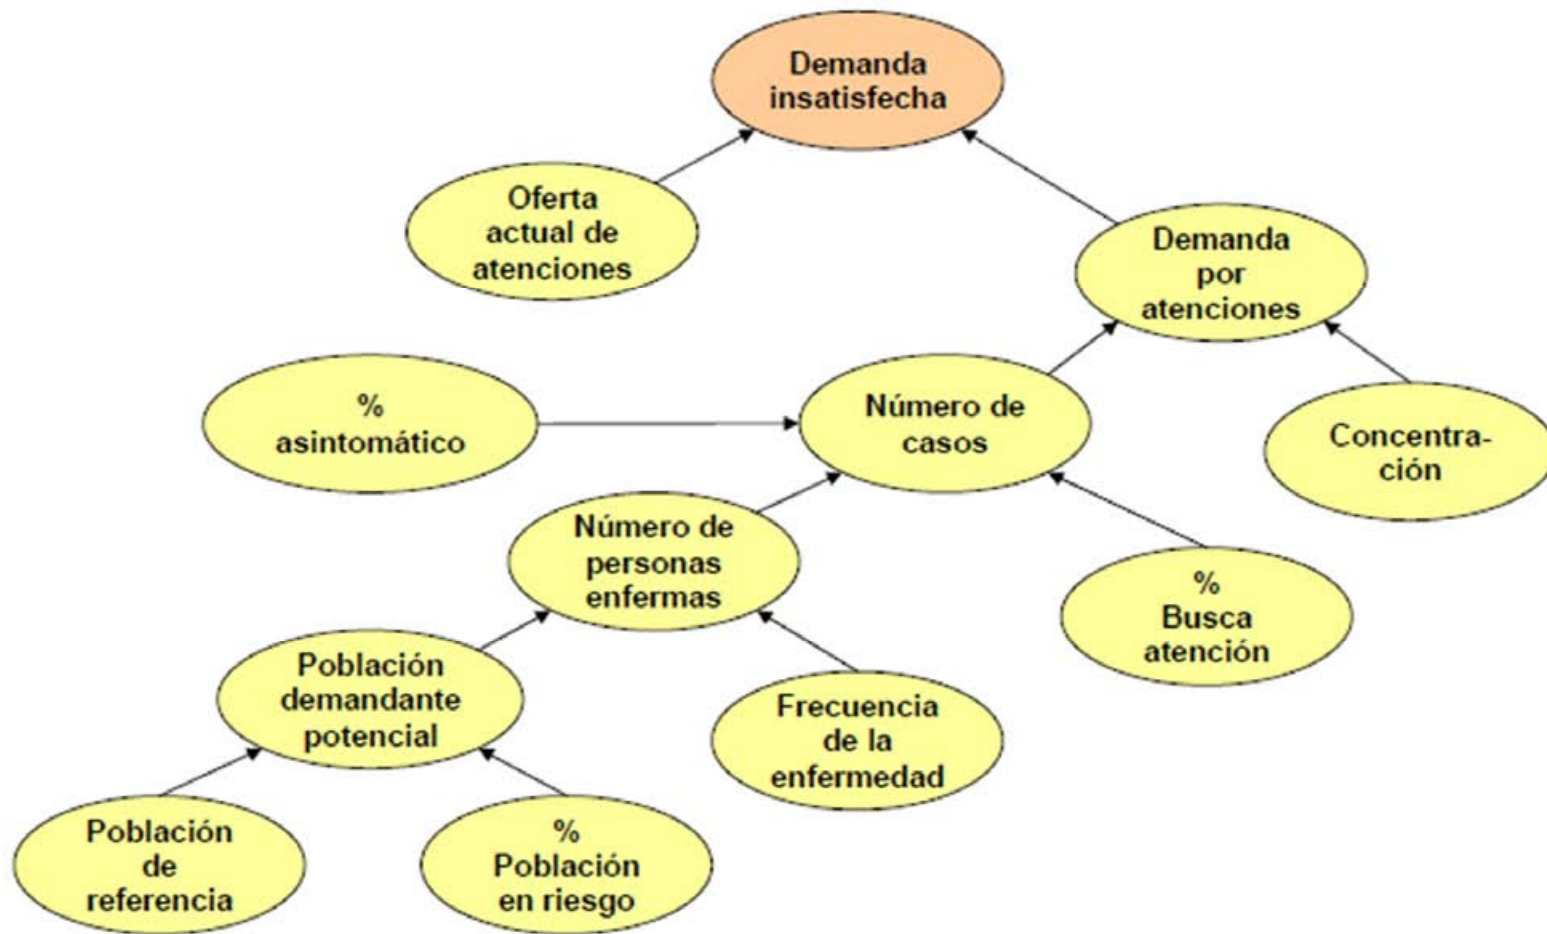 Demanda
insatisfecha
Oferta
actual de
atenciones
Demanda
por
atenciones
%
asintomático
Número de
casos
Concentra-
ción
Número de
personas
enfermas
%
Busca
atención
Población
demandante
potencial
Frecuencia
de la
enfermedad
Población
de
referencia
%
Población
en riesgo